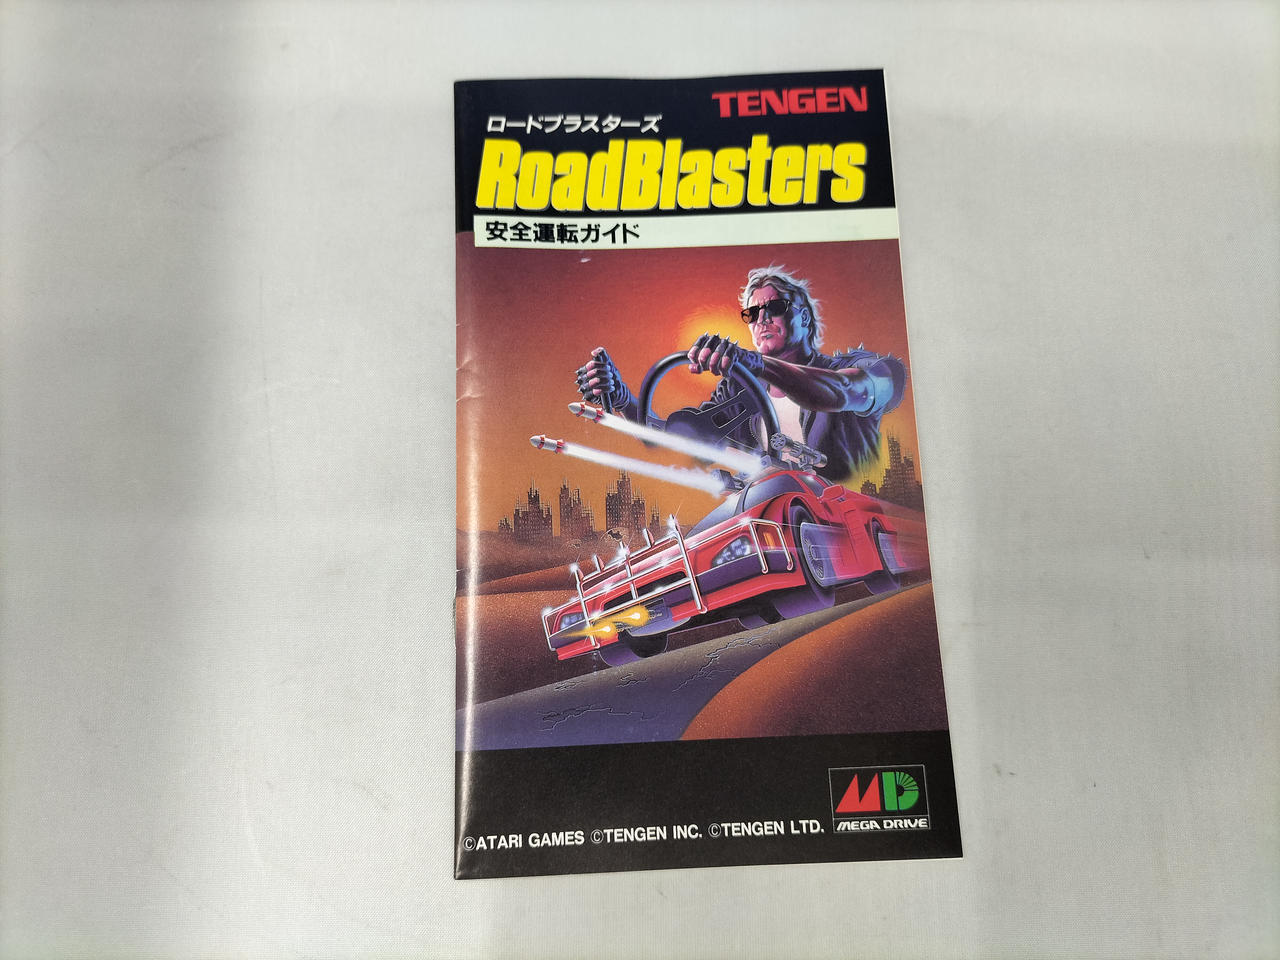 TENGEN
ロードブラスターズ
RoadBlasters
安全運転ガイド
MD
MEGA DRIVE
©ATARI GAMES ©TENGEN INC. ©TENGEN LTD.